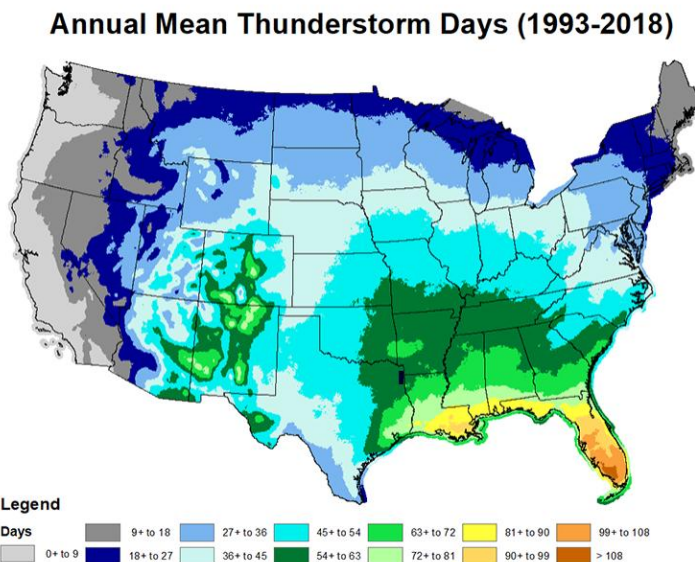 Annual Mean Thunderstorm Days (1993-2018)
Legend
Days
0+ to 9
9+ to 18
18+ to 27
27+ to 36
36+ to 45
45+ to 54
54+ to 63
63+ to 72
72+ to 81
81+ to 90
90+ to 99
99+ to 108
> 108